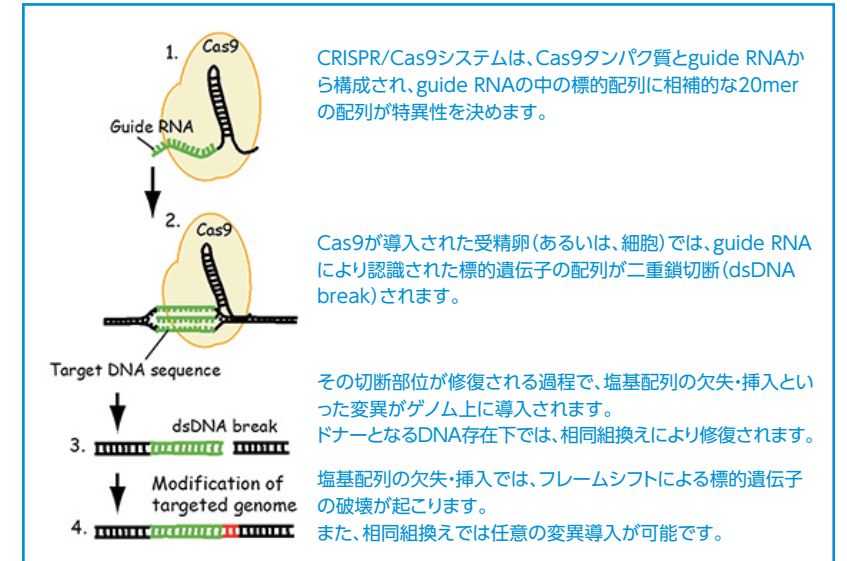 1.
Cas9
Guide RNA
CRISPR/Cas9システムは、Cas9タンパク質とguide RNAか
ら構成され、guide RNAの中の標的配列に相補的な20mer
の配列が特異性を決めます。
2.
Cas9
Target DNA sequence
Cas9が導入された受精卵(あるいは、細胞)では、guide RNA
により認識された標的遺伝子の配列が二重鎖切断(dsDNA
break)されます。
dsDNA break
3.
その切断部位が修復される過程で、塩基配列の欠失・挿入とい
った変異がゲノム上に導入されます。
ドナーとなるDNA存在下では、相同組換えにより修復されます。
Modification of
targeted genome
4.
塩基配列の欠失・挿入では、フレームシフトによる標的遺伝子
の破壊が起こります。
また、相同組換えでは任意の変異導入が可能です。